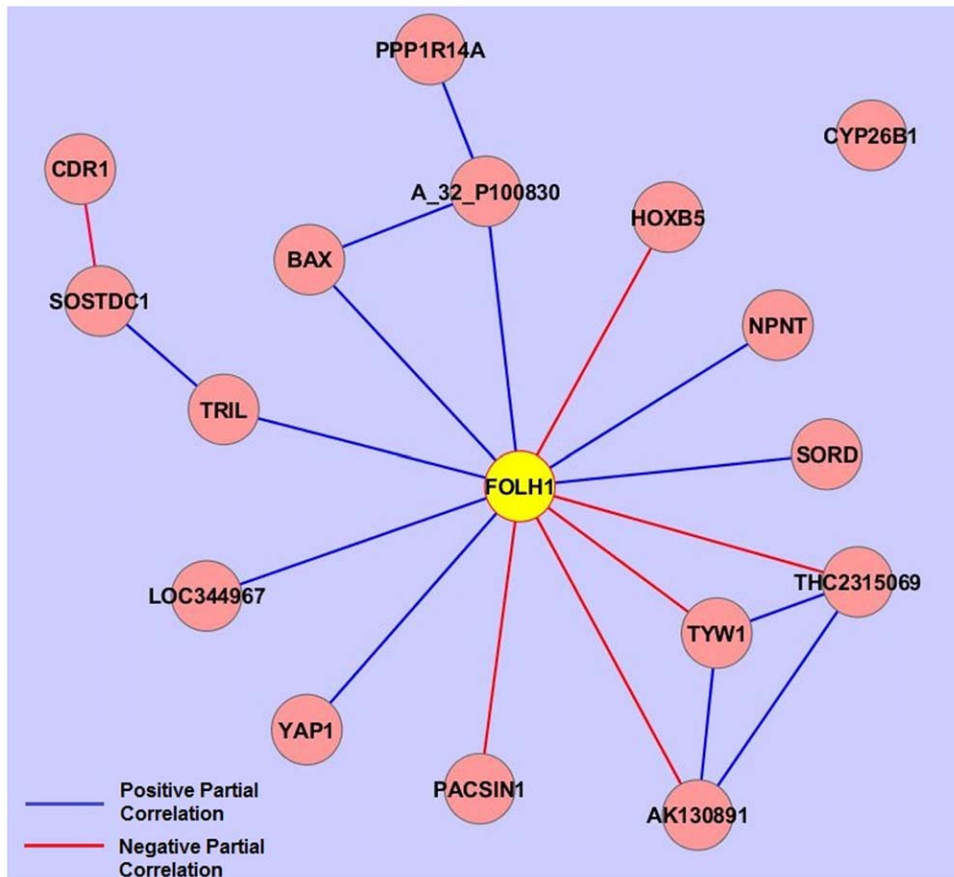 PPP1R14A
CYP26B1
CDR1
A_32_P100830
HOXB5
BAX
SOSTDC1
NPNT
TRIL
SORD
FOLH1
THC2315069
LOC344967
TYW1
YAP1
PACSIN1
AK130891
Positive Partial
Correlation
Negative Partial
Correlation